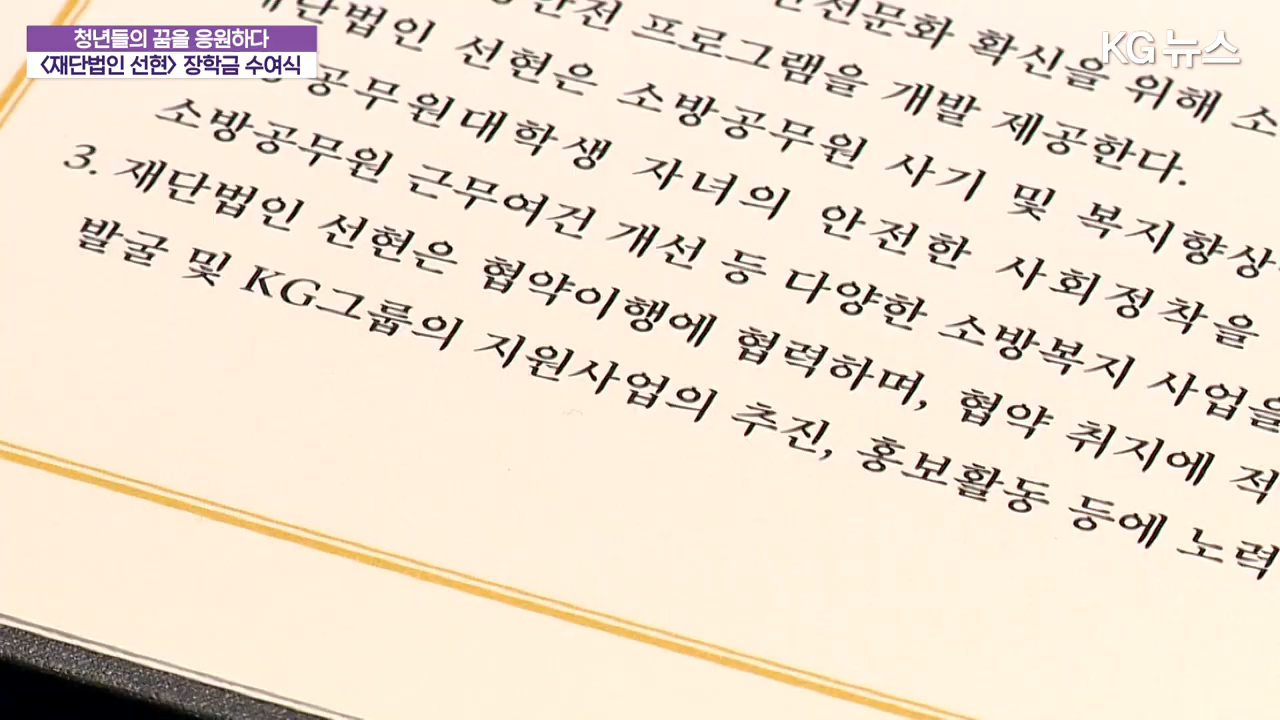 청년들의 꿈을 응원하다
<재단법인 선현> 장학금 수여식
KG 뉴스
확신을 위해
프로그램을 개발 제공한다.
재단법인 선현은 소방공무원 사기 및 복지향상
공무원대학생 자녀의 안전한 사회정착을
소방공무원 근무여건 개선 등 다양한 소방복지 사업을
3. 재단법인 선현은 협약이행에 협력하며, 협약 취지에
발굴 및 KG그룹의 지원사업의 추진, 홍보활동 등에 노력